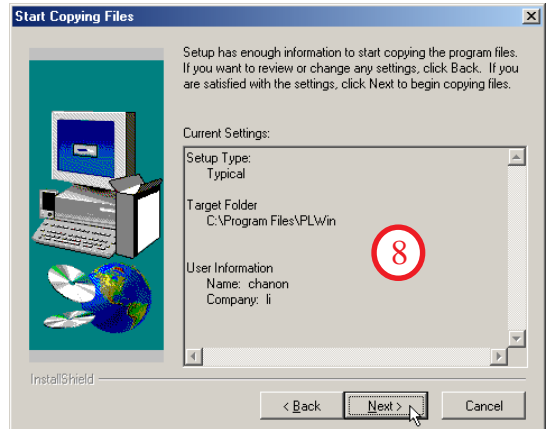 Start Copying Files
Setup has enough information to start copying the program files.
If you want to review or change any settings, click Back. If you
are satisfied with the settings, click Next to begin copying files.
Current Settings:
Setup Type:
Typical
Target Folder
C:\Program Files\PLWin
8
User Information
Name: chanon
Company: li
InstallShield
< Back
Next >
Cancel